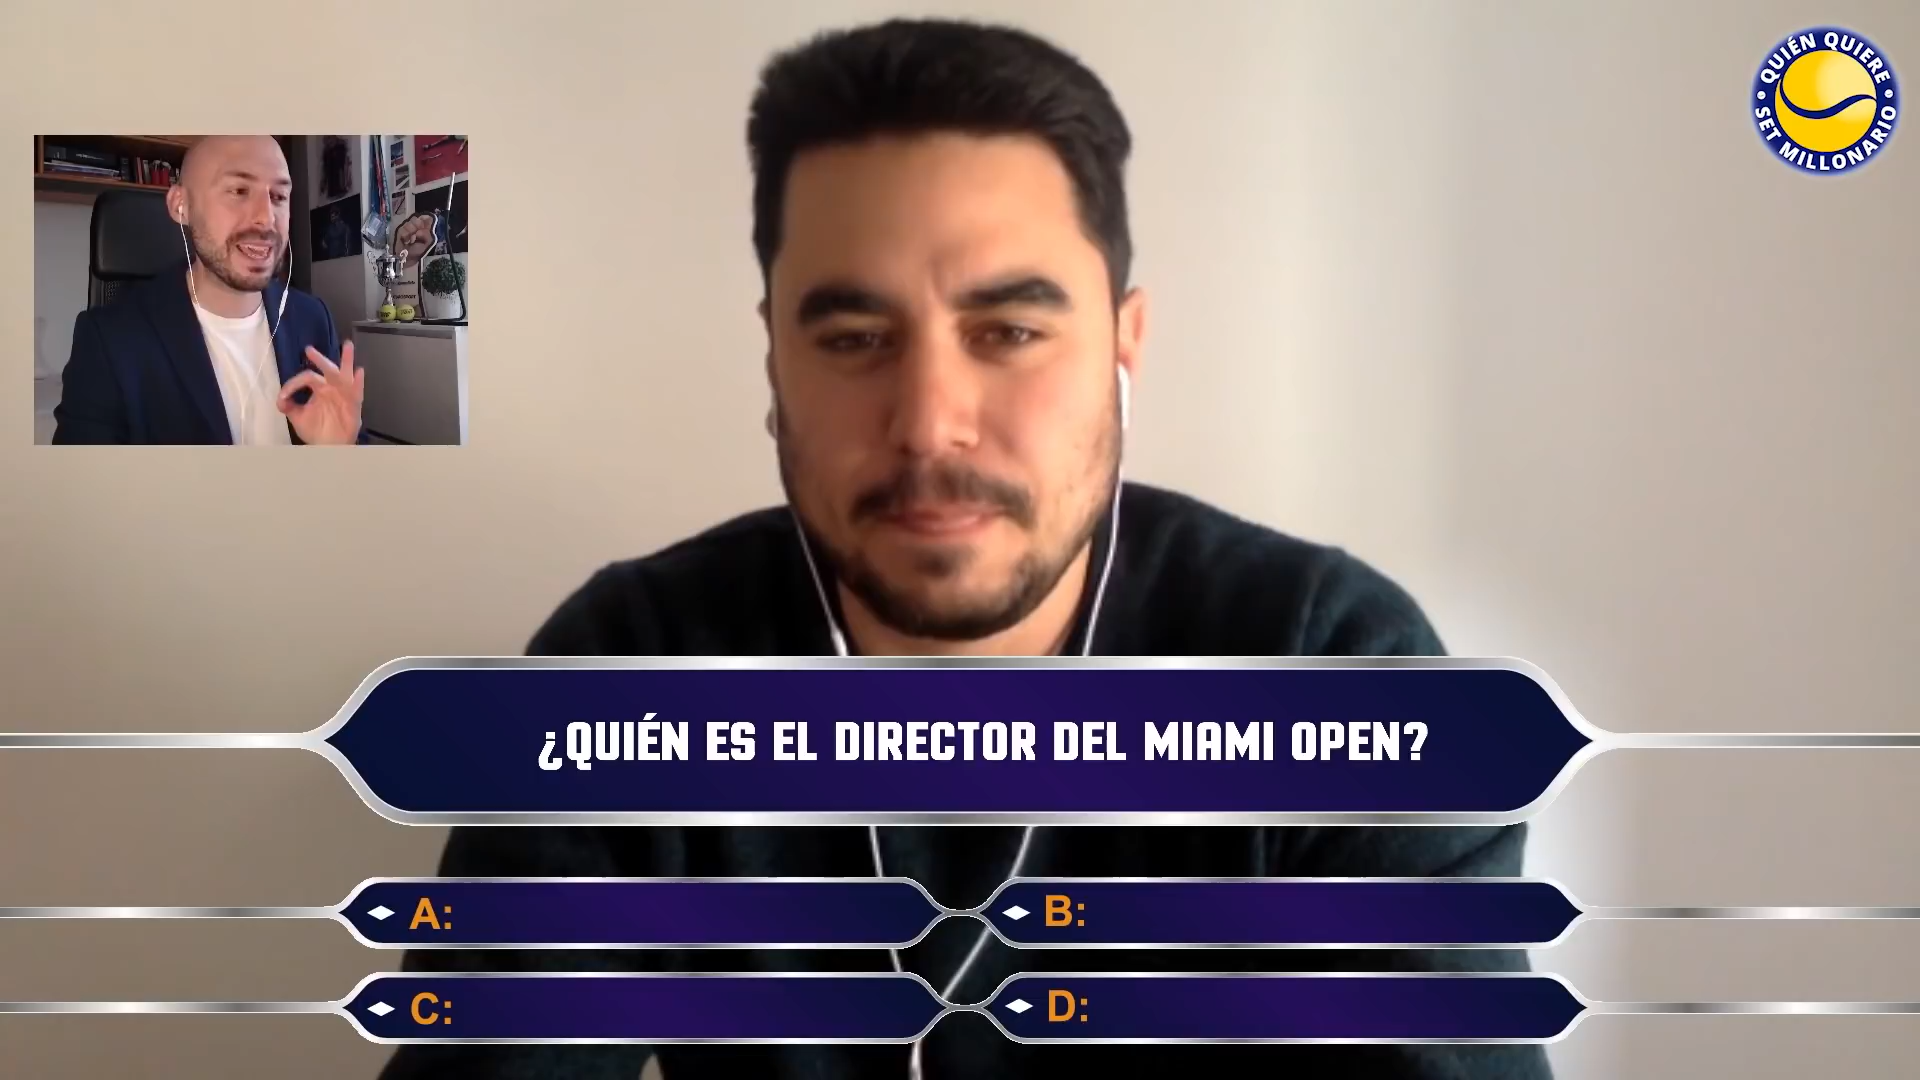 QUIÉN QUIERE
SET MILLONARIO
¿QUIÉN ES EL DIRECTOR DEL MIAMI OPEN?
A:
B:
C:
D: